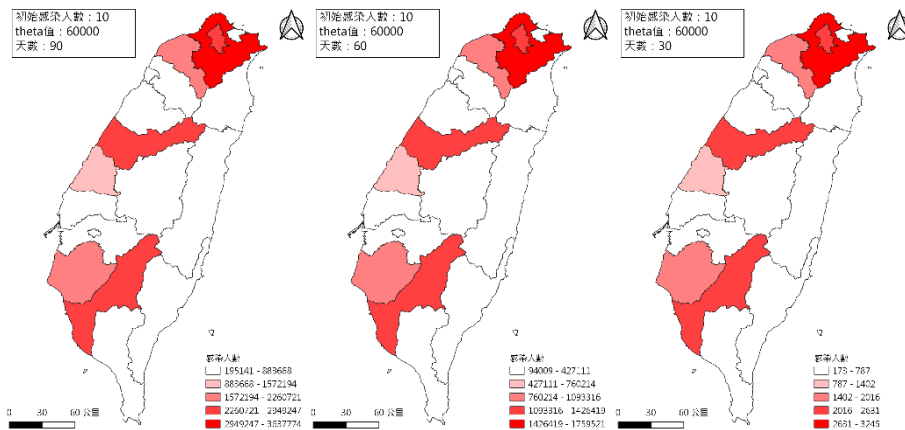 初始感染人數：10
theta值：60000
天數：90
感染人數
195141 - 883668
883668 - 1572194
1572194 - 2260721
2260721 - 2949247
2949247 - 3637774
0 30 60 公里
初始感染人數：10
theta值：60000
天數：60
感染人數
94009 - 427111
427111 - 760214
760214 - 1093316
1093316 - 1426419
1426419 - 1759521
0 30 60 公里
初始感染人數：10
theta值：60000
天數：30
感染人數
173 - 787
787 - 1402
1402 - 2016
2016 - 2631
2631 - 3245
0 30 60 公里